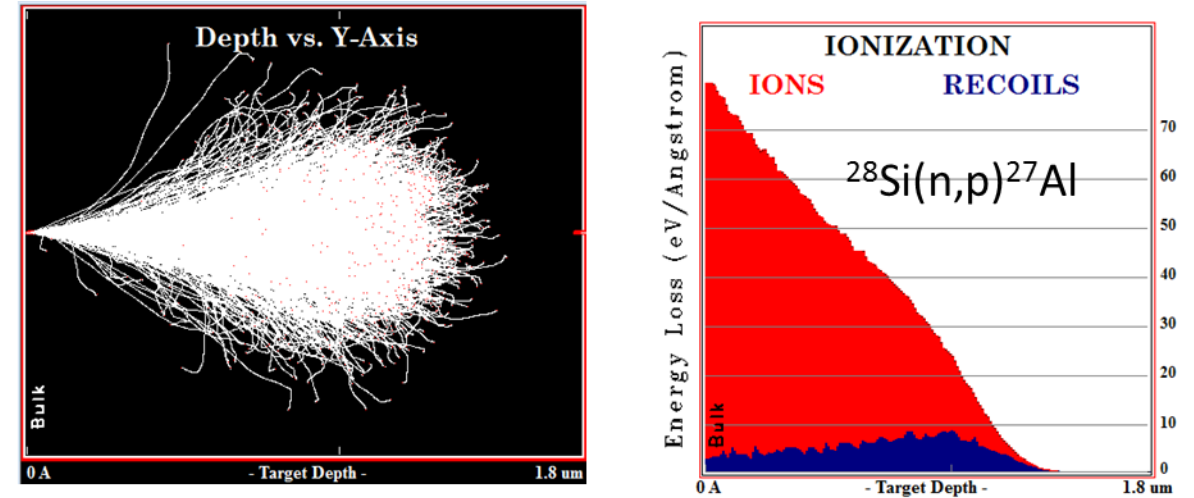 Depth vs. Y-Axis
Bulk
0 A
- Target Depth -
1.8 um
IONIZATION
IONS
RECOILS
Energy Loss (eV/Angstrom)
²⁸Si(n,p)²⁷Al
70
60
50
40
30
20
10
0
Bulk
0 A
- Target Depth -
1.8 um